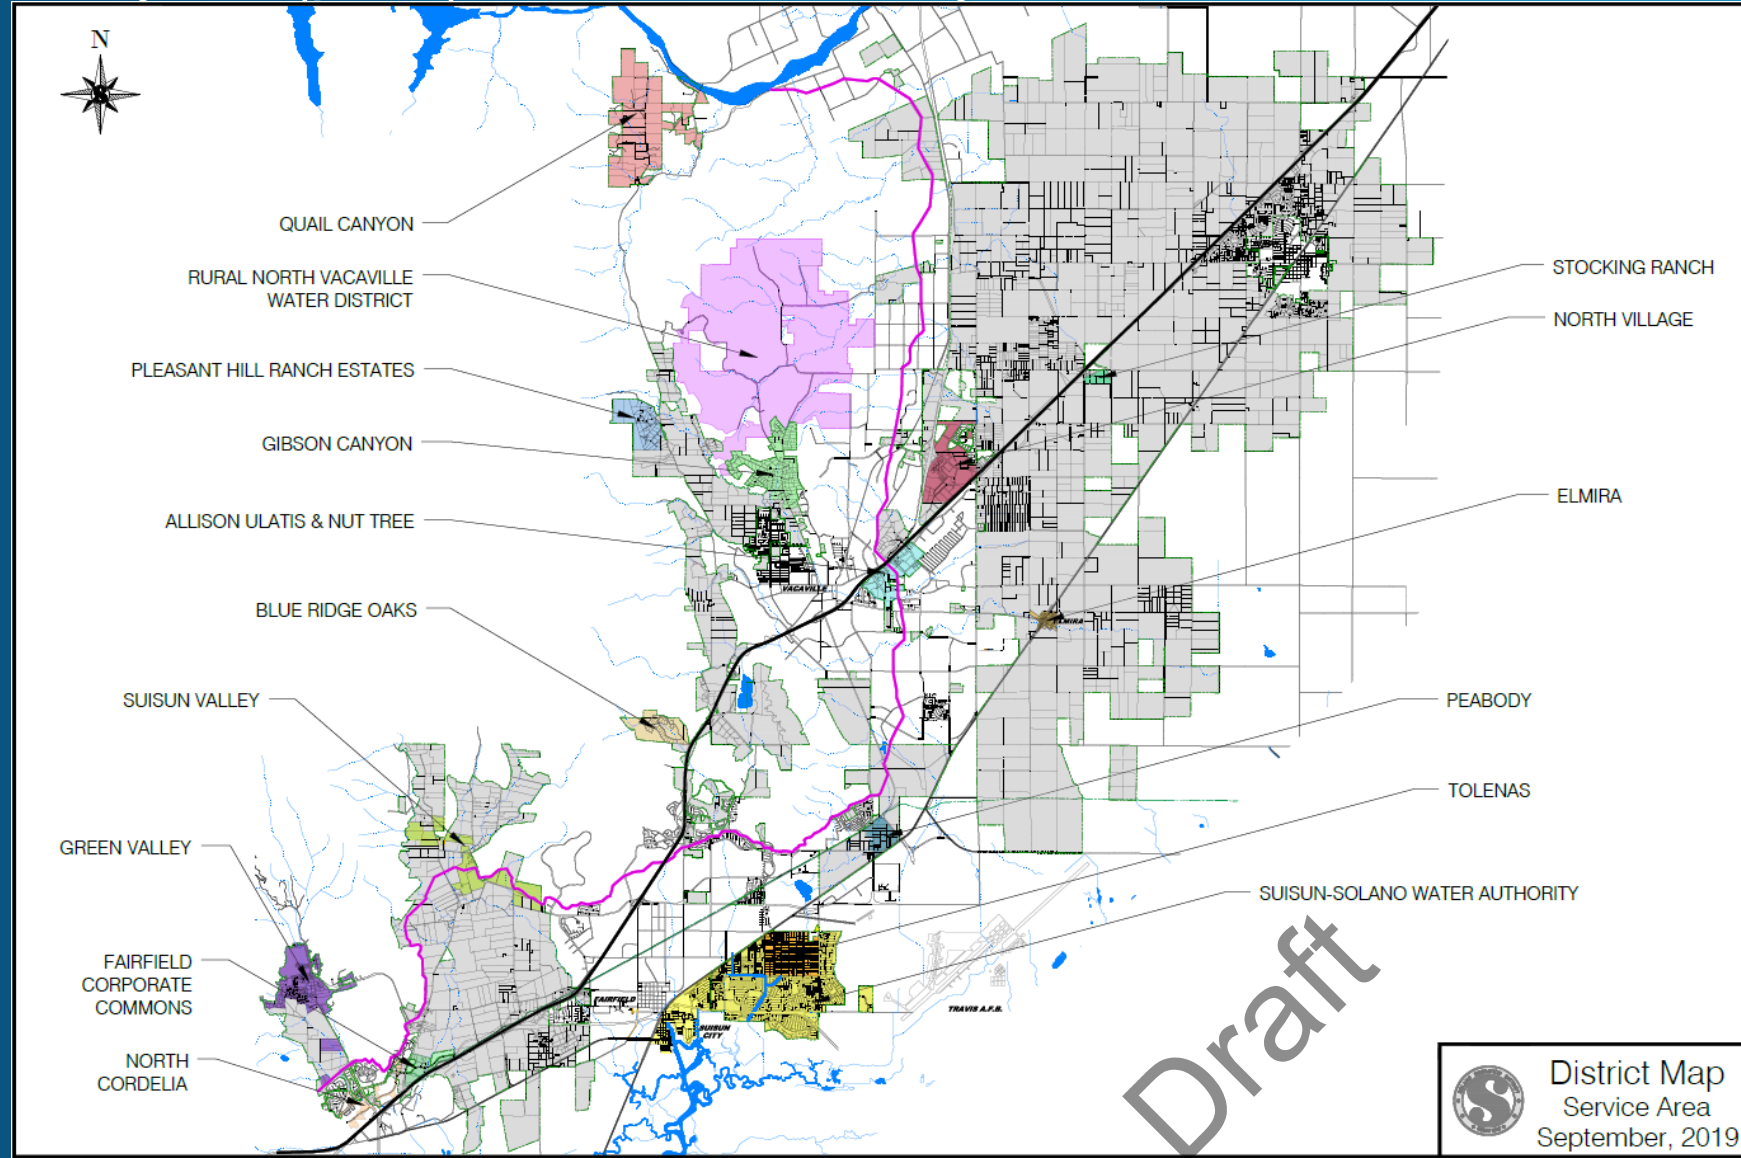 N
QUAIL CANYON
RURAL NORTH VACAVILLE
WATER DISTRICT
PLEASANT HILL RANCH ESTATES
GIBSON CANYON
ALLISON ULATIS & NUT TREE
BLUE RIDGE OAKS
SUISUN VALLEY
GREEN VALLEY
FAIRFIELD
CORPORATE
COMMONS
NORTH
CORDELIA
STOCKING RANCH
NORTH VILLAGE
ELMIRA
PEABODY
TOLENAS
SUISUN-SOLANO WATER AUTHORITY
VACAVILLE
ELMIRA
FAIRFIELD
SUISUN
CITY
TRAVIS A.F.B.
Draft
S
District Map
Service Area
September, 2019